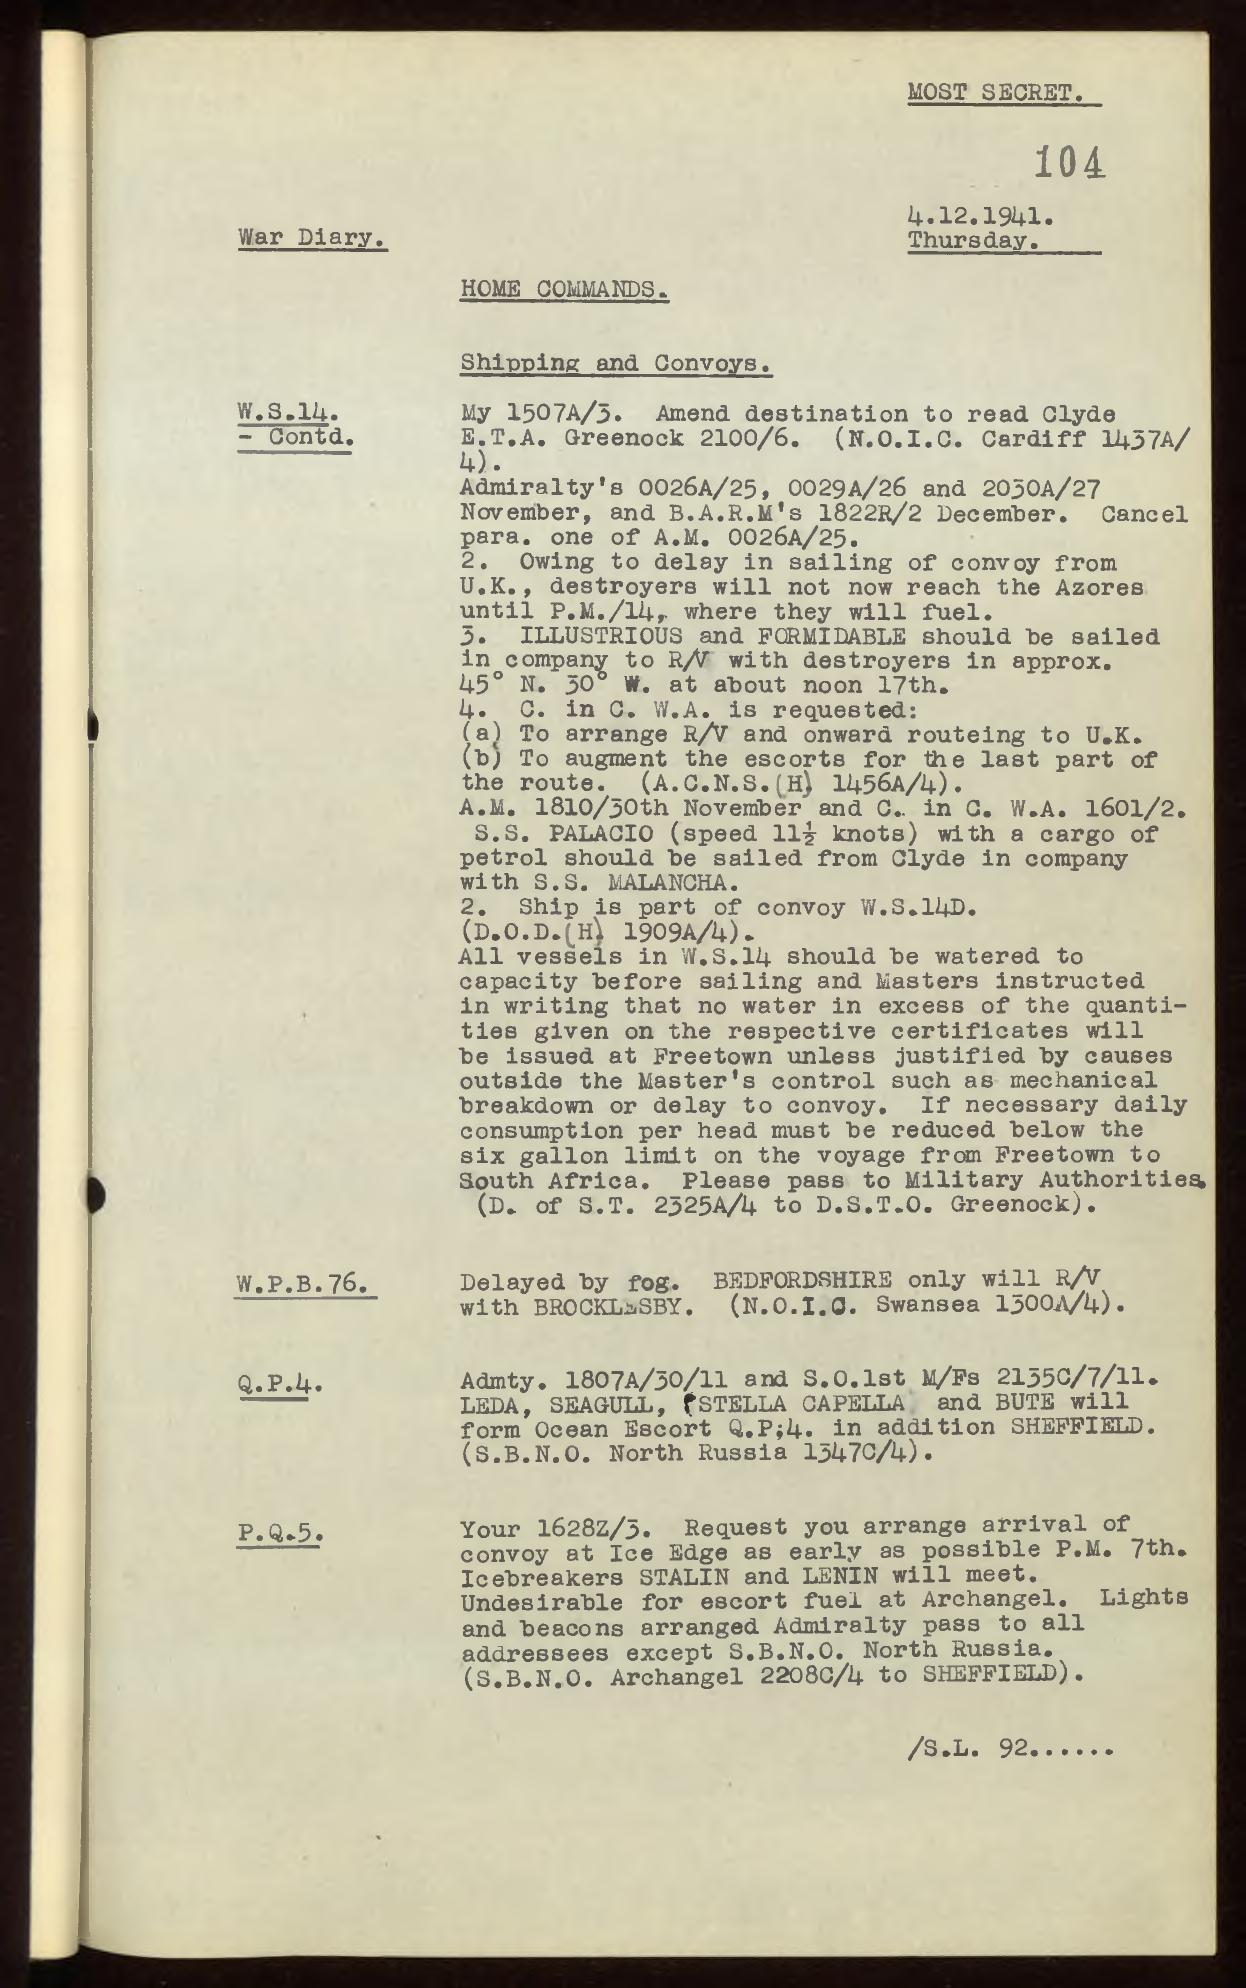 MOST SECRET.
104
4.12.1941.
War Diary.
Thursday.
HOME COMMANDS.
Shipping and Convoys.
W.S.14.
- Contd.
My 1507A/3. Amend destination to read Clyde
E.T.A. Greenock 2100/6. (N.O.I.C. Cardiff 1437A/
4).
Admiralty's 0026A/25, 0029A/26 and 2030A/27
November, and B.A.R.M's 1822R/2 December. Cancel
para. one of A.M. 0026A/25.
2. Owing to delay in sailing of convoy from
U.K., destroyers will not now reach the Azores
until P.M./14, where they will fuel.
3. ILLUSTRIOUS and FORMIDABLE should be sailed
in company to R/V with destroyers in approx.
45° N. 30° W. at about noon 17th.
4. C. in C. W.A. is requested:
(a) To arrange R/V and onward routeing to U.K.
(b) To augment the escorts for the last part of
the route. (A.C.N.S.(H) 1456A/4).
A.M. 1810/30th November and C. in C. W.A. 1601/2.
S.S. PALACIO (speed 11½ knots) with a cargo of
petrol should be sailed from Clyde in company
with S.S. MALANCHA.
2. Ship is part of convoy W.S.14D.
(D.O.D.(H) 1909A/4).
All vessels in W.S.14 should be watered to
capacity before sailing and Masters instructed
in writing that no water in excess of the quanti-
ties given on the respective certificates will
be issued at Freetown unless justified by causes
outside the Master's control such as mechanical
breakdown or delay to convoy. If necessary daily
consumption per head must be reduced below the
six gallon limit on the voyage from Freetown to
South Africa. Please pass to Military Authorities.
(D. of S.T. 2325A/4 to D.S.T.O. Greenock).
W.P.B.76.
Delayed by fog. BEDFORDSHIRE only will R/V
with BROCKLESBY. (N.O.I.C. Swansea 1300A/4).
Q.P.4.
Admty. 1807A/30/11 and S.O.1st M/Fs 2135C/7/11.
LEDA, SEAGULL, (STELLA CAPELLA and BUTE will
form Ocean Escort Q.P;4. in addition SHEFFIELD.
(S.B.N.O. North Russia 1347C/4).
P.Q.5.
Your 1628Z/3. Request you arrange arrival of
convoy at Ice Edge as early as possible P.M. 7th.
Icebreakers STALIN and LENIN will meet.
Undesirable for escort fuel at Archangel. Lights
and beacons arranged Admiralty pass to all
addressees except S.B.N.O. North Russia.
(S.B.N.O. Archangel 2208C/4 to SHEFFIELD).
/S.L. 92......